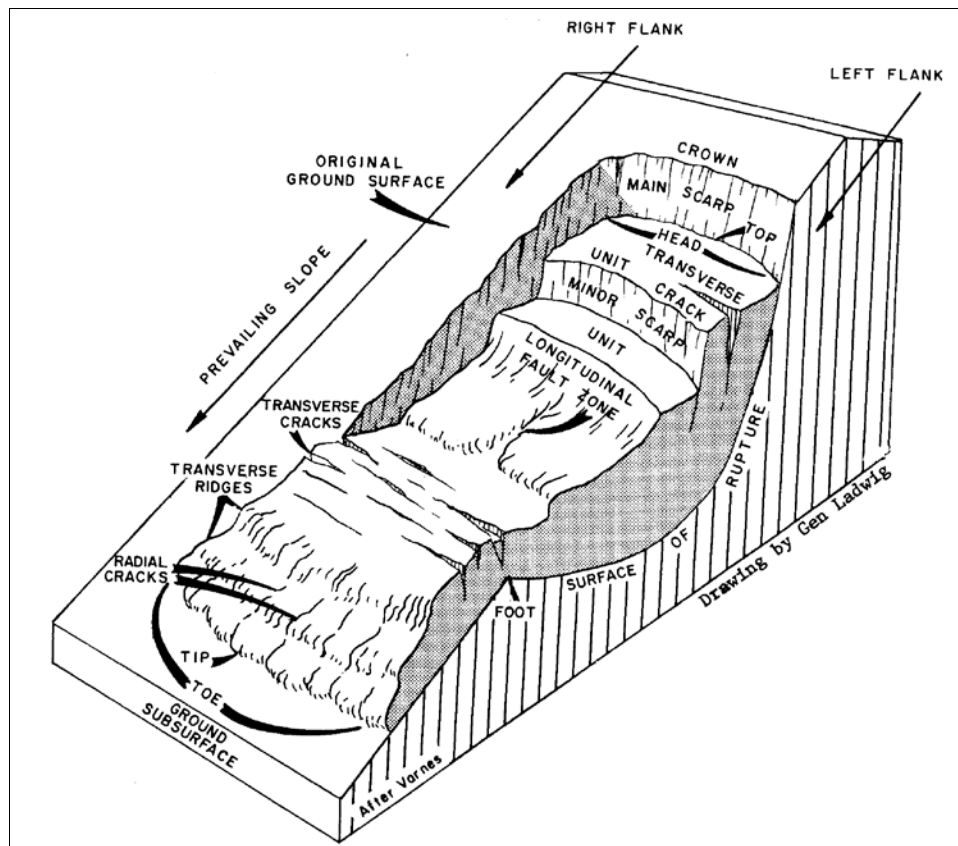 RIGHT FLANK
LEFT FLANK
ORIGINAL
GROUND SURFACE
CROWN
MAIN SCARP
TOP
HEAD
TRANSVERSE
CRACK
UNIT
MINOR SCARP
UNIT
LONGITUDINAL
FAULT ZONE
PREVAILING SLOPE
TRANSVERSE
CRACKS
TRANSVERSE
RIDGES
RADIAL
CRACKS
TIP
TOE
FOOT
SURFACE OF RUPTURE
GROUND
SUBSURFACE
After Varnes
Drawing by Gen Ladwig